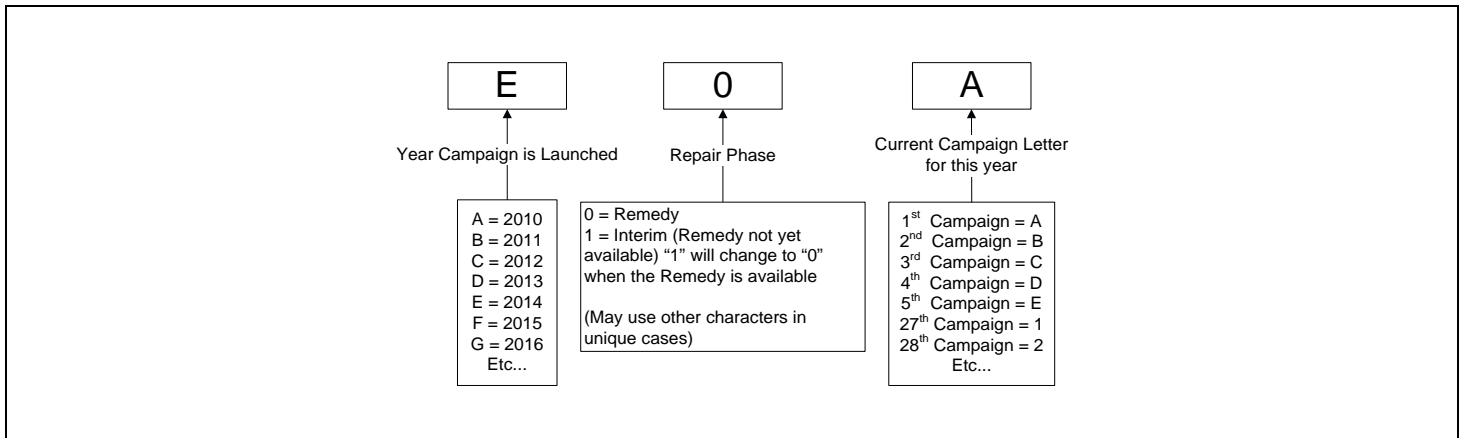 E
0
A
Year Campaign is Launched
Repair Phase
Current Campaign Letter
for this year
A = 2010
B = 2011
C = 2012
D = 2013
E = 2014
F = 2015
G = 2016
Etc...
0 = Remedy
1 = Interim (Remedy not yet
available) “1” will change to “0”
when the Remedy is available
(May use other characters in
unique cases)
1st Campaign = A
2nd Campaign = B
3rd Campaign = C
4th Campaign = D
5th Campaign = E
27th Campaign = 1
28th Campaign = 2
Etc...